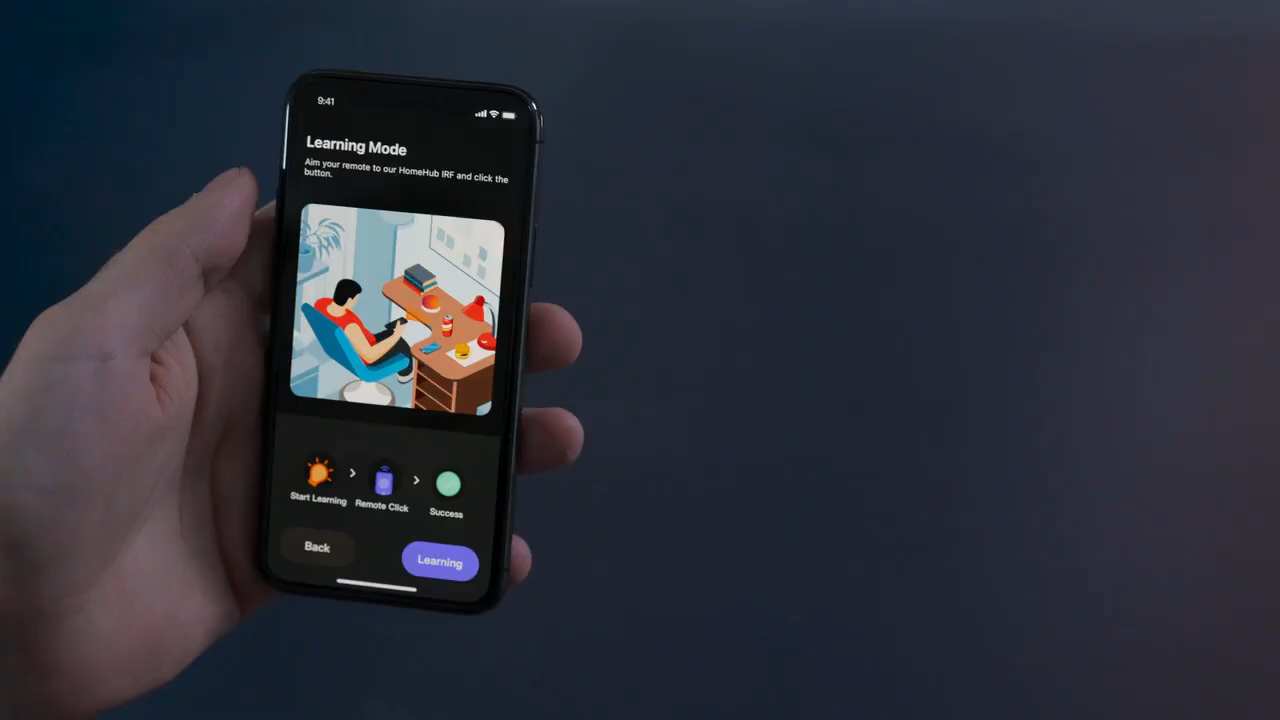 9:41
Learning Mode
Aim your remote to our HomeHub IRF and click the
button.
Start Learning
Remote Click
Success
Back
Learning